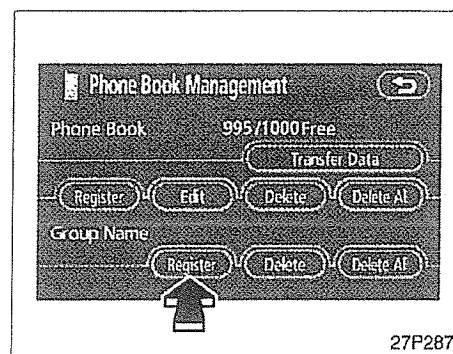 Phone Book Management
Phone Book 995/1000 Free
Transfer Data
Register Edit Delete Delete All
Group Name
Register Delete Delete All
27P287